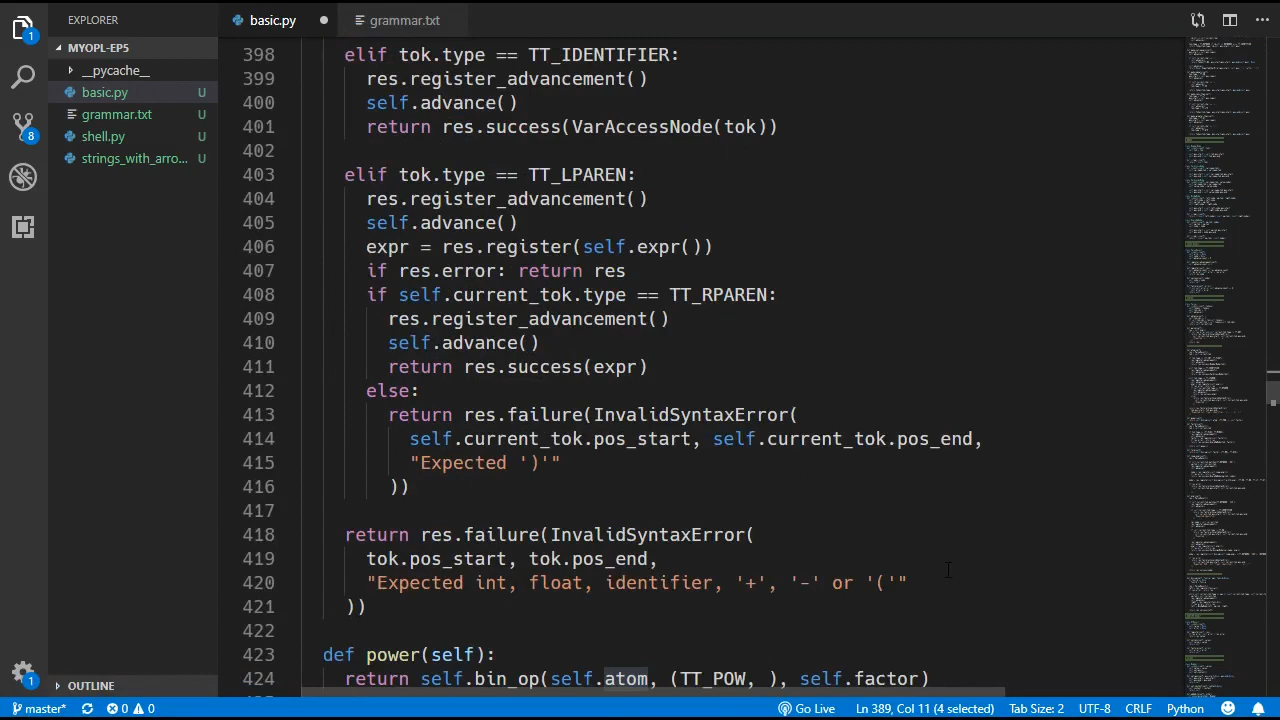 EXPLORER
basic.py
grammar.txt
MYOPL-EP5
__pycache__
basic.py U
grammar.txt U
shell.py U
strings_with_arro... U
OUTLINE
1
8
1
398 elif tok.type == TT_IDENTIFIER:
399 res.register_advancement()
400 self.advance()
401 return res.success(VarAccessNode(tok))
402
403 elif tok.type == TT_LPAREN:
404 res.register_advancement()
405 self.advance()
406 expr = res.register(self.expr())
407 if res.error: return res
408 if self.current_tok.type == TT_RPAREN:
409 res.register_advancement()
410 self.advance()
411 return res.success(expr)
412 else:
413 return res.failure(InvalidSyntaxError(
414 self.current_tok.pos_start, self.current_tok.pos_end,
415 "Expected ')'"
416 ))
417
418 return res.failure(InvalidSyntaxError(
419 tok.pos_start, tok.pos_end,
420 "Expected int, float, identifier, '+', '-' or '('"
421 ))
422
423 def power(self):
424 return self.bin_op(self.atom, (TT_POW, ), self.factor)
master* 0 0 Go Live Ln 389, Col 11 (4 selected) Tab Size: 2 UTF-8 CRLF Python